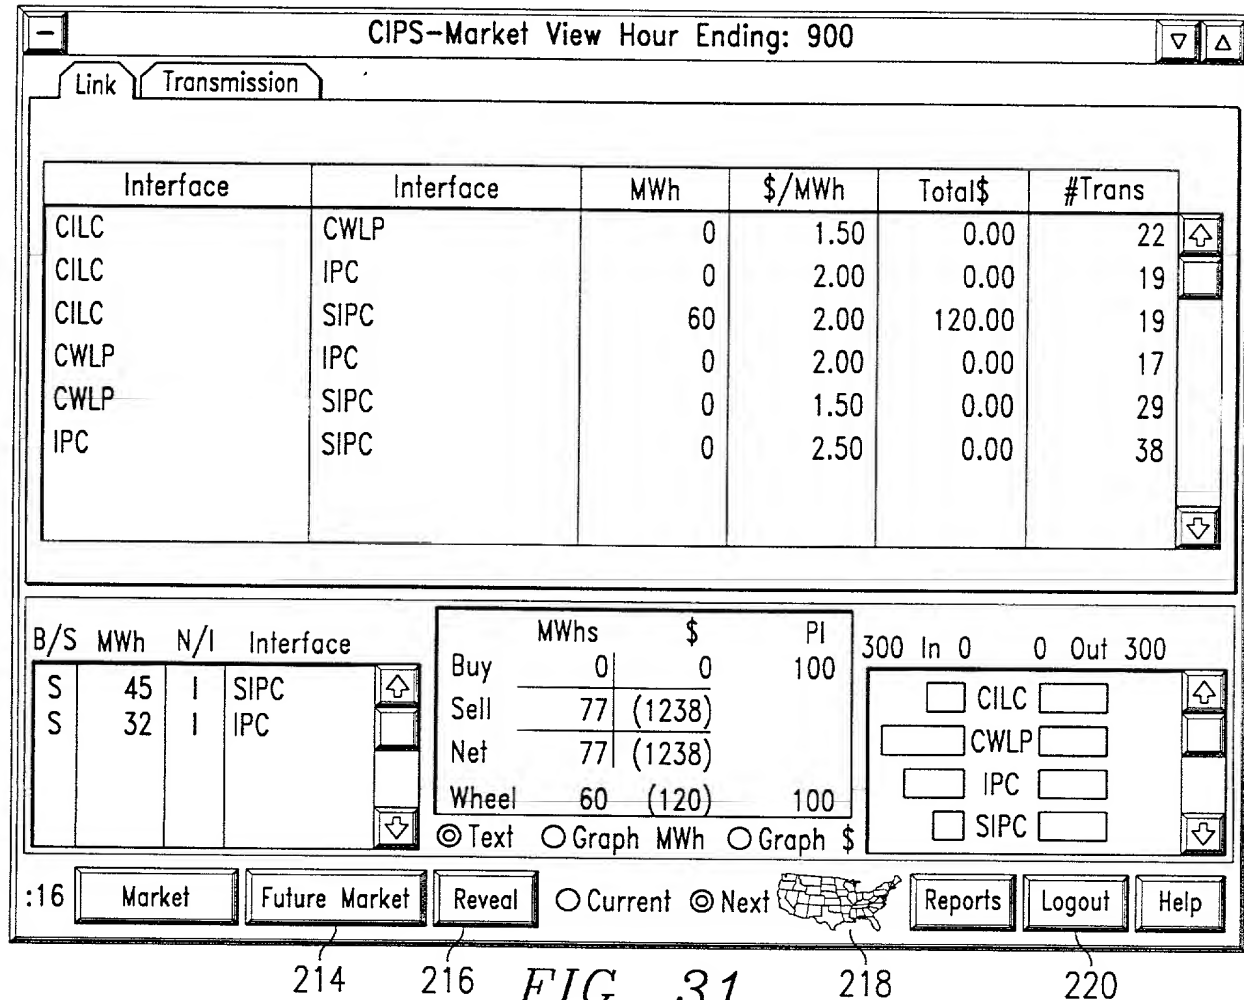 CIPS-Market View Hour Ending: 900
Link Transmission
Interface Interface MWh $/MWh Total$ #Trans
CILC CWLP 0 1.50 0.00 22
CILC IPC 0 2.00 0.00 19
CILC SIPC 60 2.00 120.00 19
CWLP IPC 0 2.00 0.00 17
CWLP SIPC 0 1.50 0.00 29
IPC SIPC 0 2.50 0.00 38
B/S MWh N/I Interface
S 45 I SIPC
S 32 I IPC
MWhs $ PI
Buy 0 0 100
Sell 77 (1238)
Net 77 (1238)
Wheel 60 (120) 100
Text Graph MWh Graph $
300 In 0 0 Out 300
CILC
CWLP
IPC
SIPC
:16 Market Future Market Reveal Current Next Reports Logout Help
214 216 FIG. 31 218 220